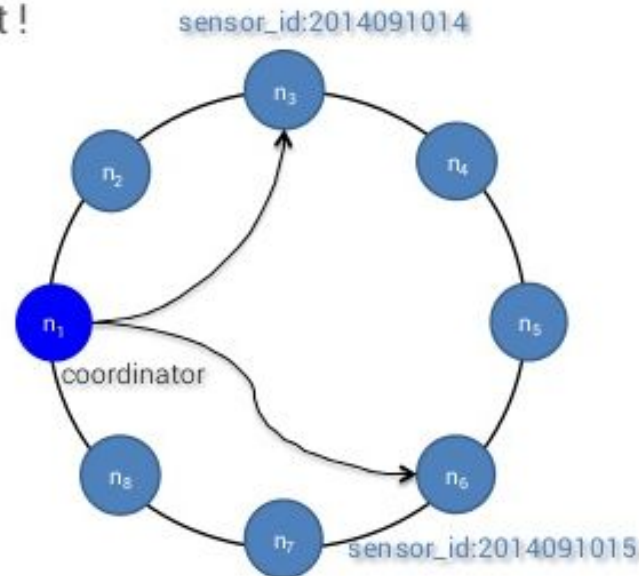 t !
sensor_id:2014091014
n3
n2
n4
n1
n5
coordinator
n8
n6
n7
sensor_id:2014091015